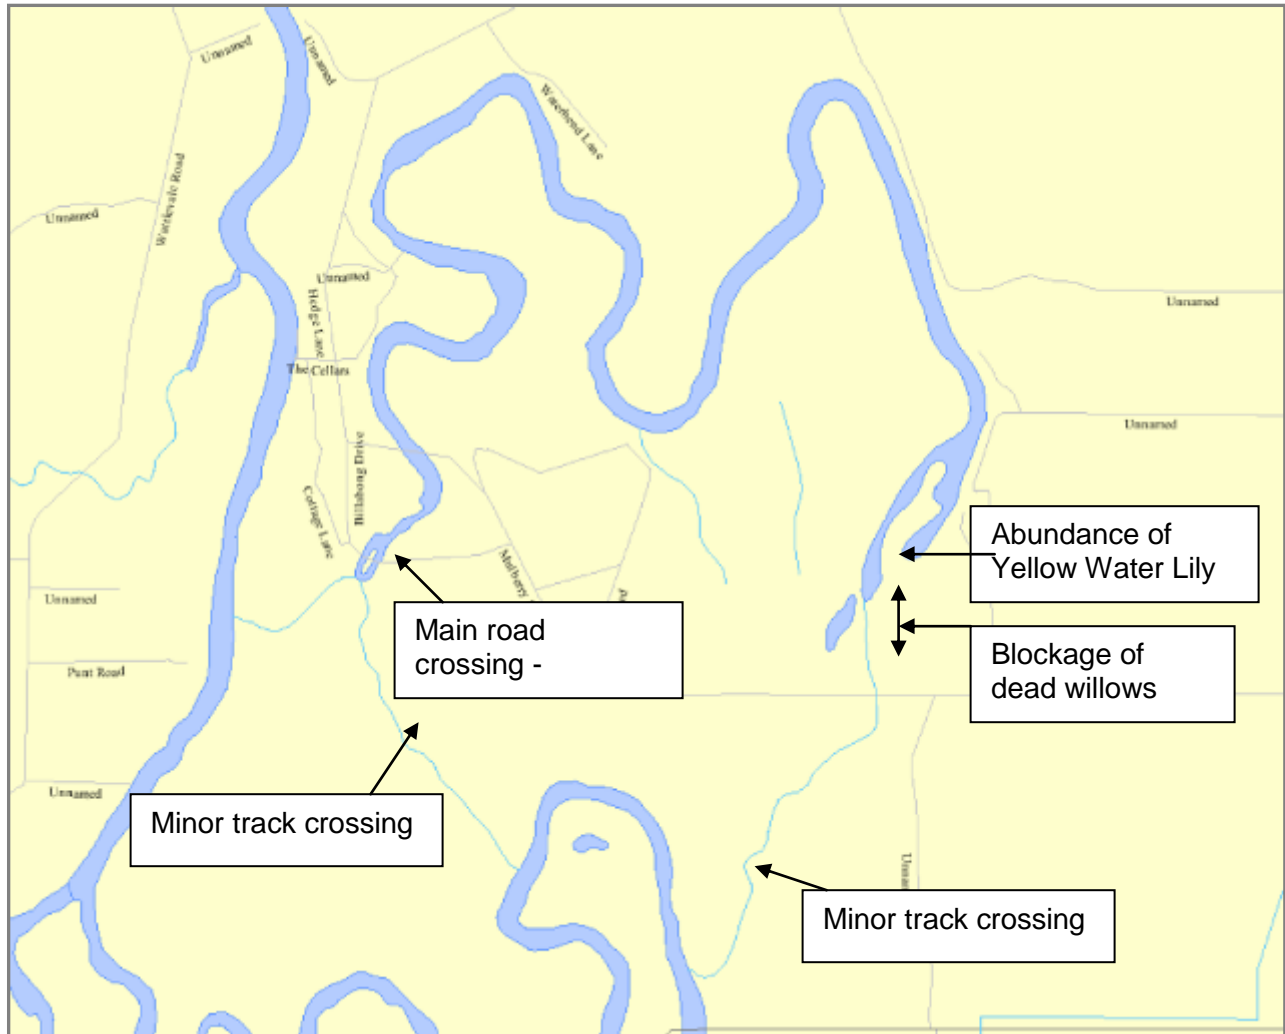 Unnamed
Unnamed
Waterhend Lane
Wattlevale Road
Unnamed
Unnamed
Hedge Lane
Unnamed
The Cellars
Unnamed
Billabong Drive
Cottage Lane
Abundance of
Yellow Water Lily
Mulberry
Unnamed
Main road
crossing -
Blockage of
dead willows
Punt Road
Unnamed
Minor track crossing
Minor track crossing